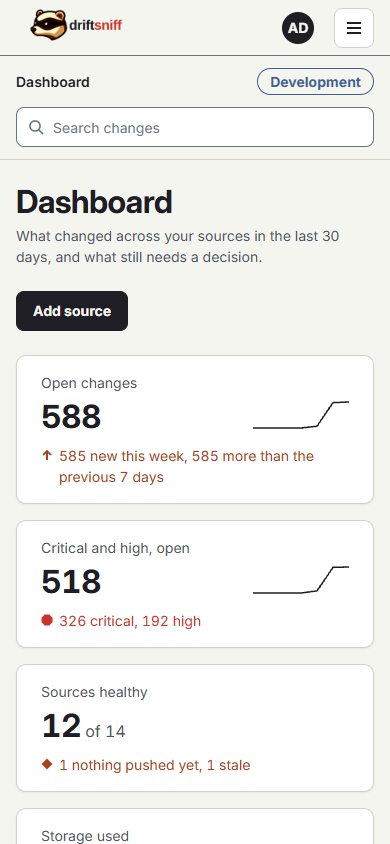 driftsniff
AD
Dashboard
Development
Search changes
Dashboard
What changed across your sources in the last 30
days, and what still needs a decision.
Add source
Open changes
588
585 new this week, 585 more than the
previous 7 days
Critical and high, open
518
326 critical, 192 high
Sources healthy
12 of 14
1 nothing pushed yet, 1 stale
Storage used